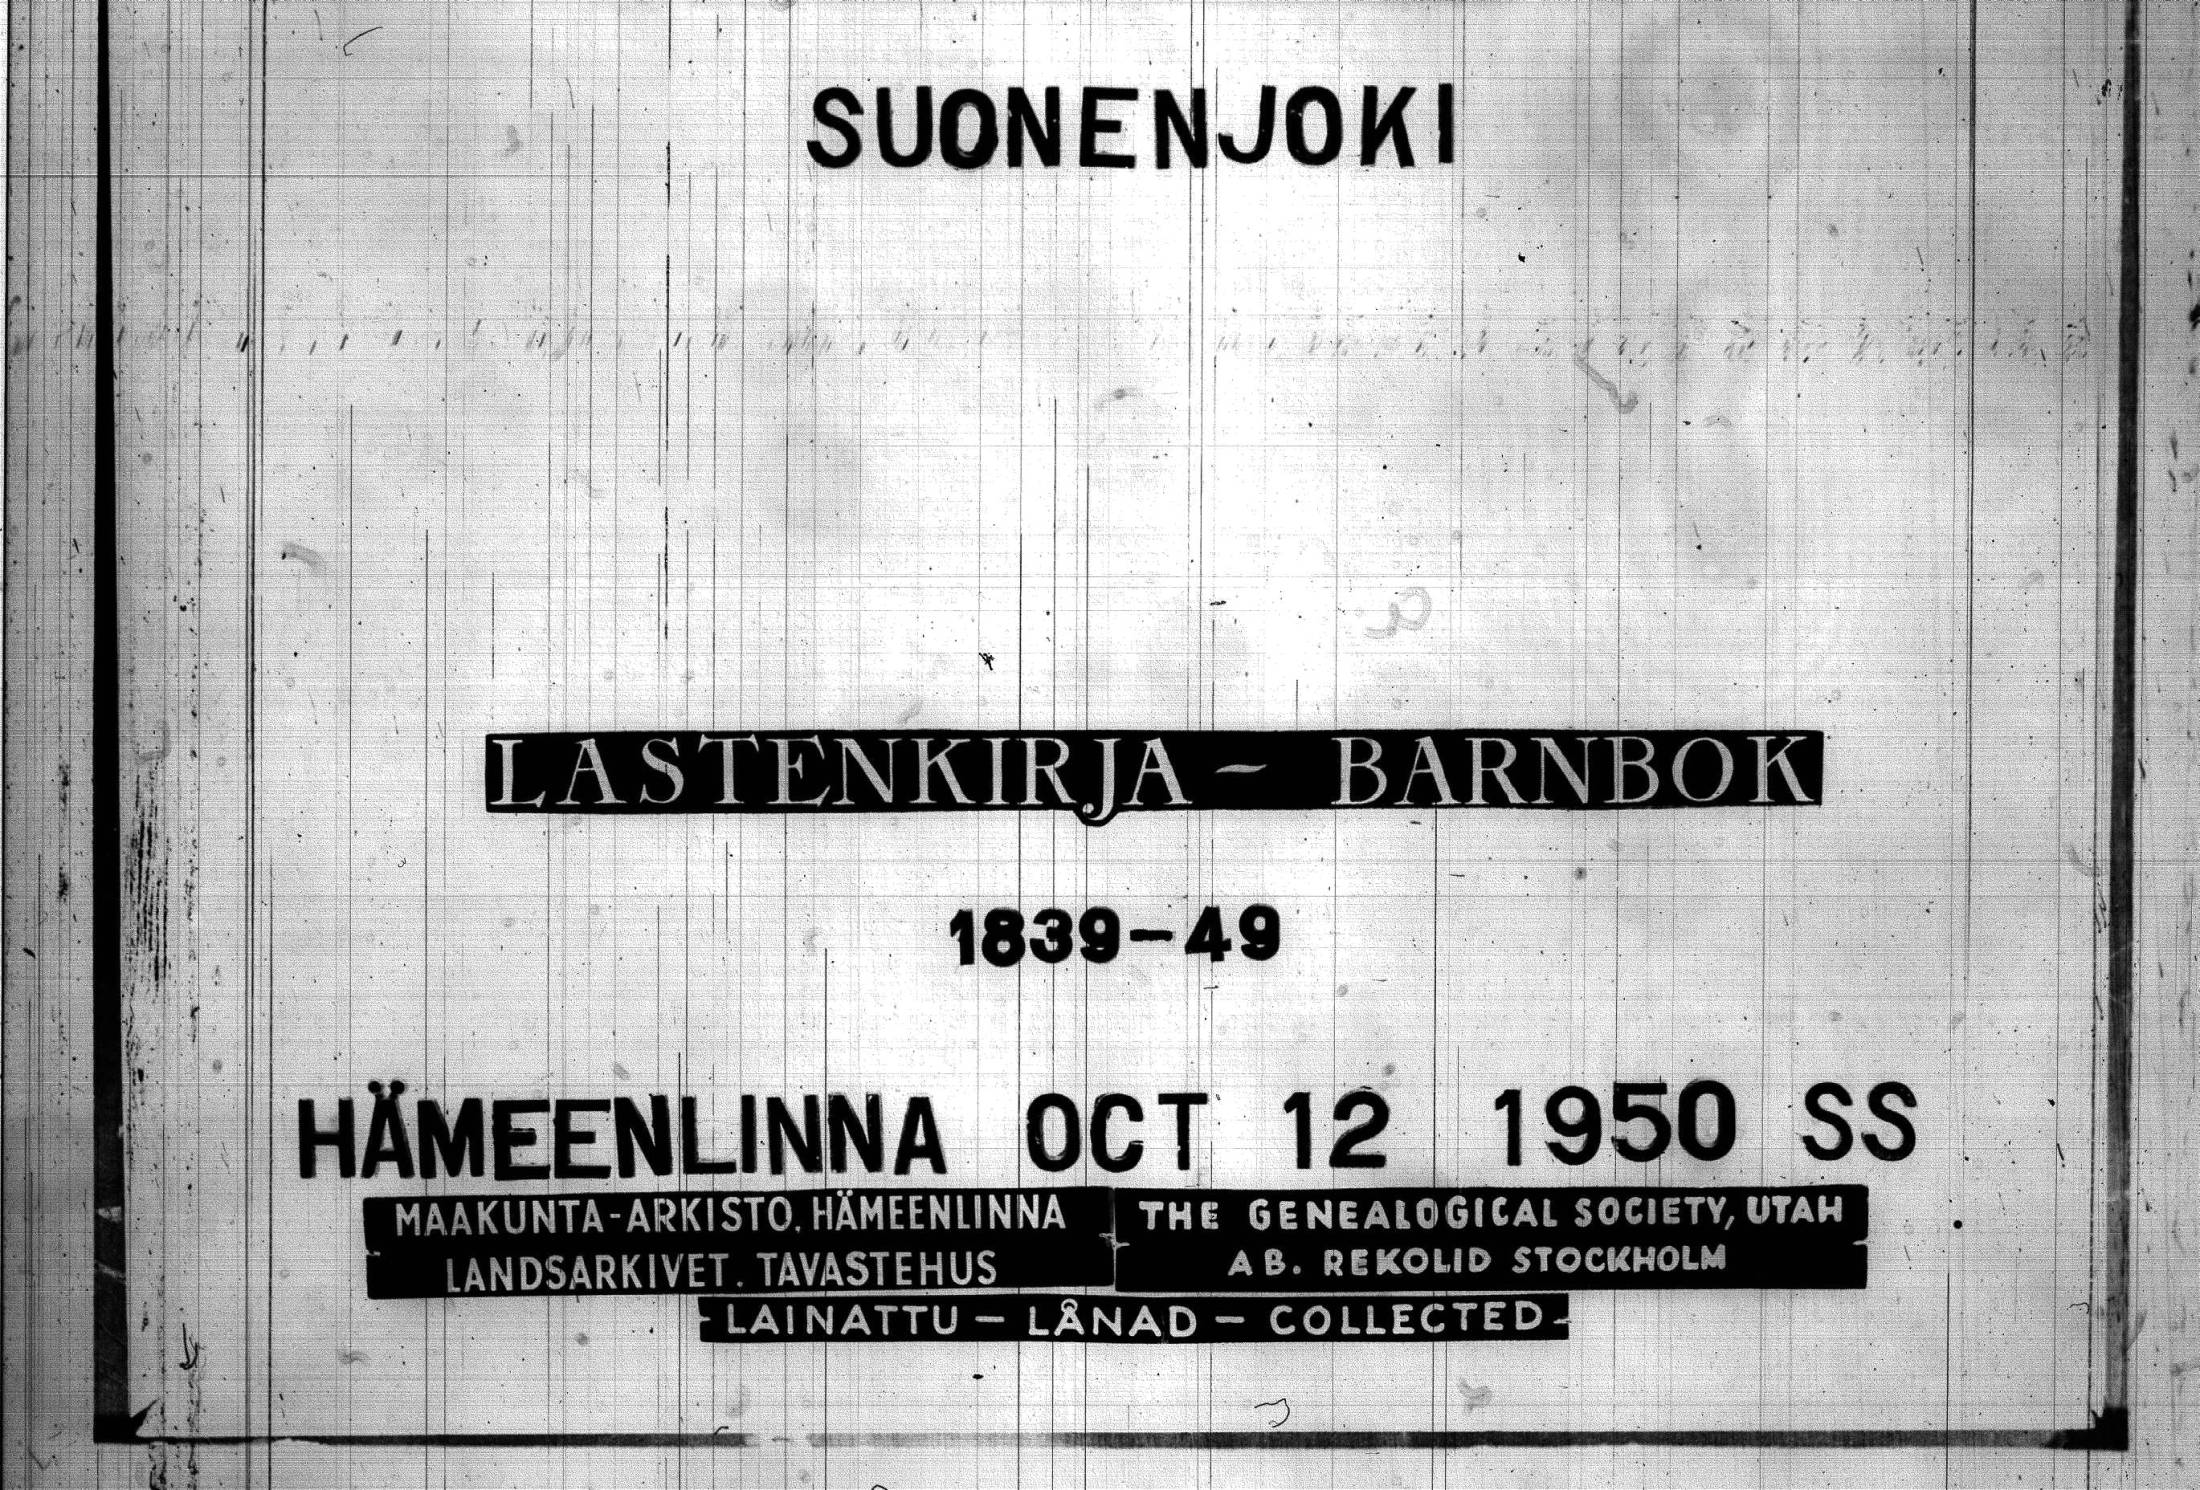 SUONENJOKI
LASTENKIRJA - BARNBOK
1839-49
HÄMEENLINNA OCT 12 1950 SS
MAAKUNTA-ARKISTO. HÄMEENLINNA
LANDSARKIVET. TAVASTEHUS
THE GENEALOGICAL SOCIETY, UTAH
AB. REKOLID STOCKHOLM
LAINATTU - LÅNAD - COLLECTED